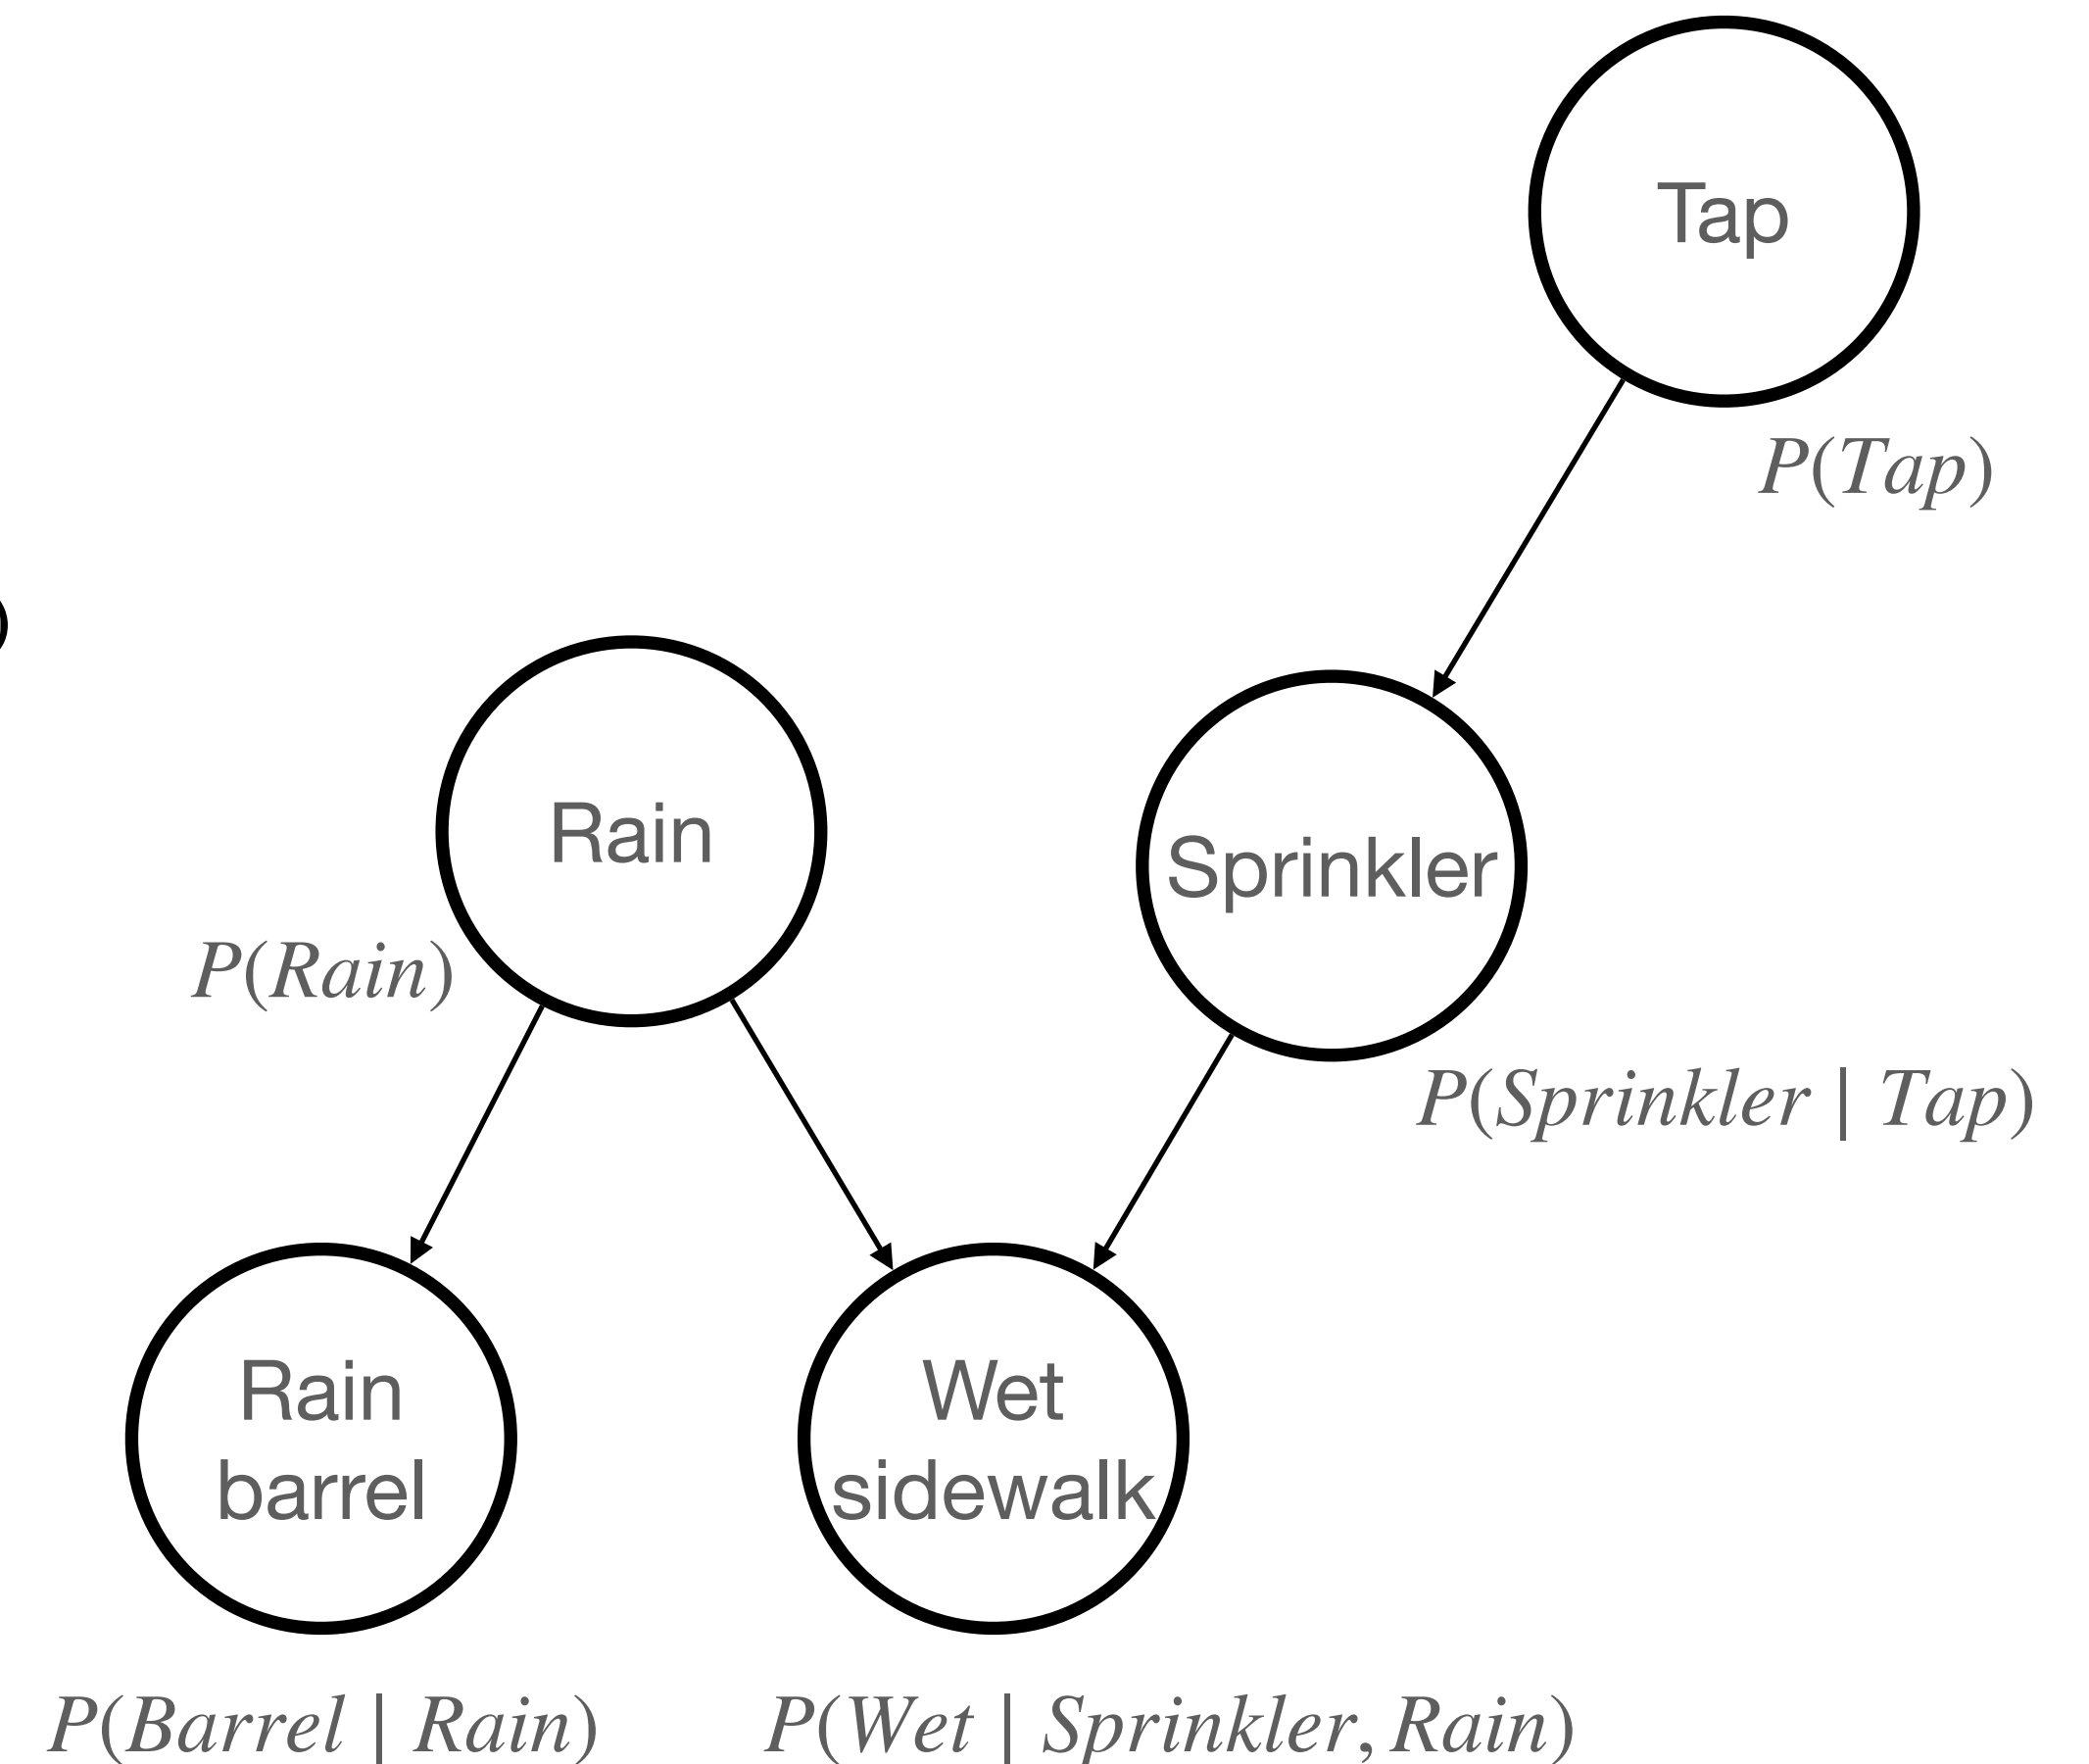 Tap
P(Tap)
Rain
Sprinkler
P(Rain)
P(Sprinkler | Tap)
Rain
barrel
Wet
sidewalk
P(Barrel | Rain)
P(Wet | Sprinkler, Rain)